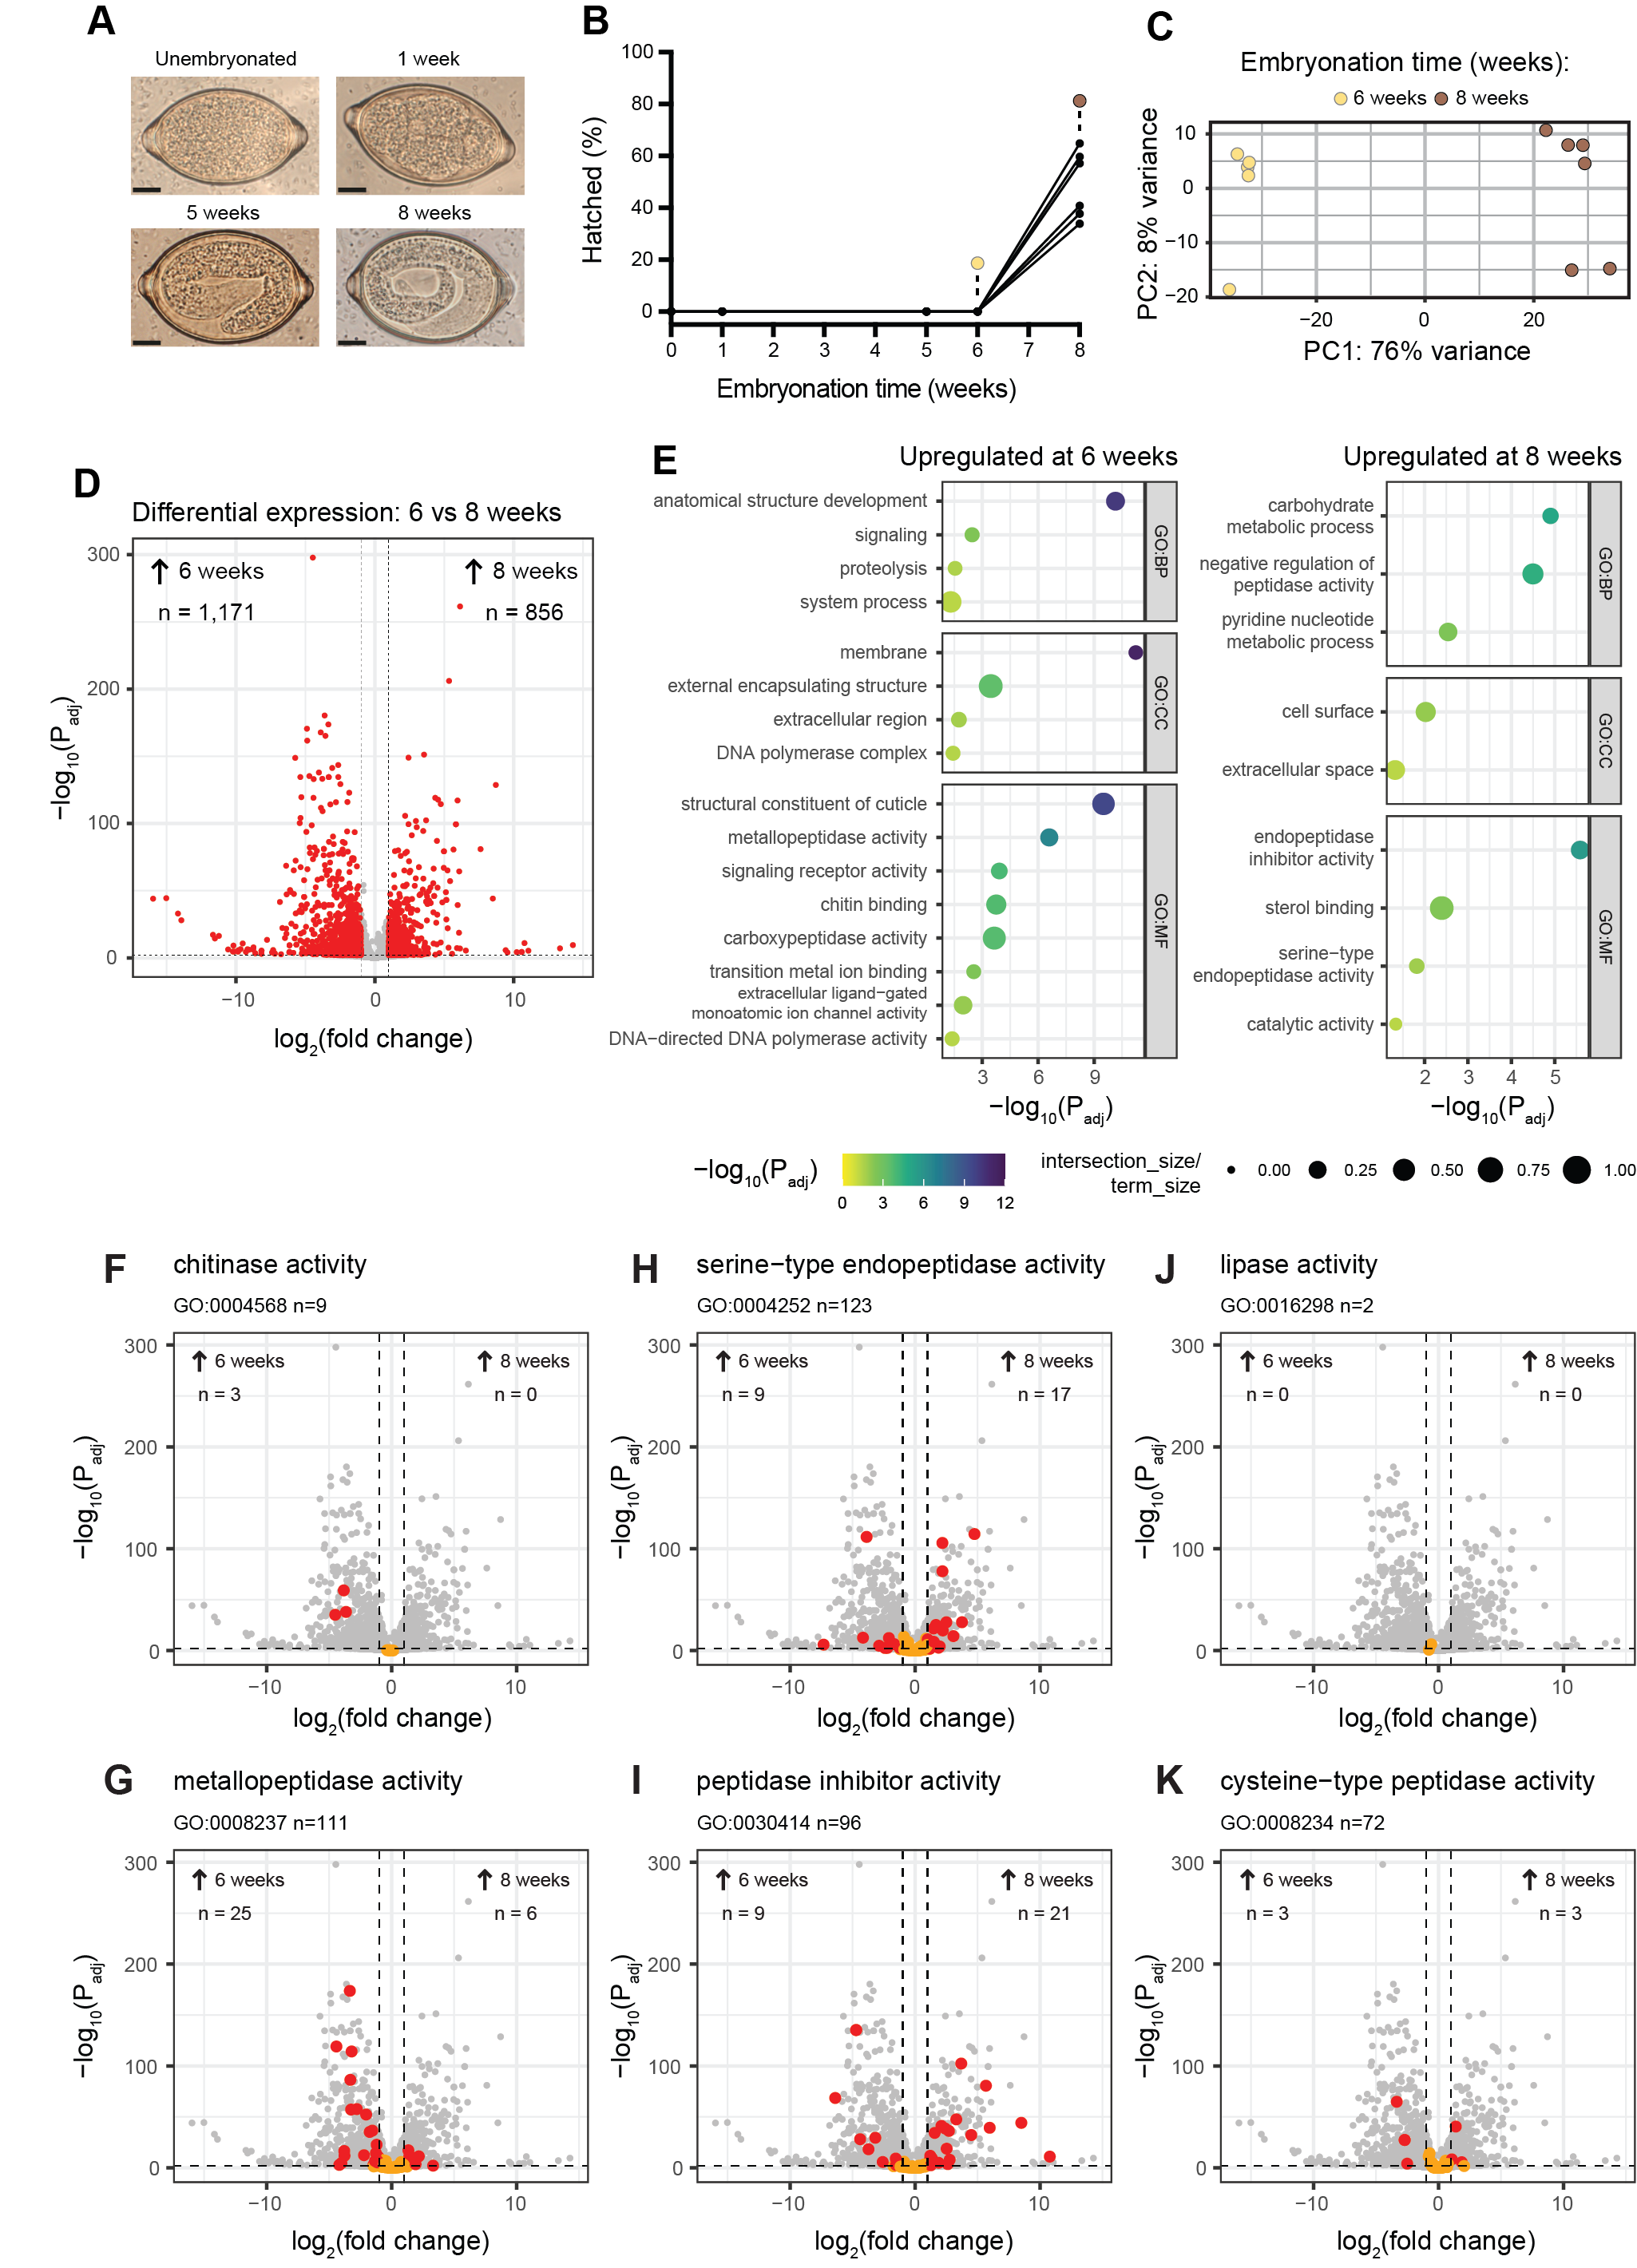 A
Unembryonated
1 week
5 weeks
8 weeks
B
100
80
60
40
20
0
Hatched (%)
0 1 2 3 4 5 6 7 8
Embryonation time (weeks)
C
Embryonation time (weeks):
6 weeks 8 weeks
10
0
−10
−20
PC2: 8% variance
−20 0 20
PC1: 76% variance
D
Differential expression: 6 vs 8 weeks
300
200
100
0
↑ 6 weeks
n = 1,171
↑ 8 weeks
n = 856
−log10(Padj)
−10 0 10
log2(fold change)
E
Upregulated at 6 weeks
anatomical structure development
signaling
proteolysis
system process
GO:BP
membrane
external encapsulating structure
extracellular region
DNA polymerase complex
GO:CC
structural constituent of cuticle
metallopeptidase activity
signaling receptor activity
chitin binding
carboxypeptidase activity
transition metal ion binding
extracellular ligand−gated
monoatomic ion channel activity
DNA−directed DNA polymerase activity
GO:MF
3 6 9
−log10(Padj)
Upregulated at 8 weeks
carbohydrate
metabolic process
negative regulation of
peptidase activity
pyridine nucleotide
metabolic process
GO:BP
cell surface
extracellular space
GO:CC
endopeptidase
inhibitor activity
sterol binding
serine−type
endopeptidase activity
catalytic activity
GO:MF
2 3 4 5
−log10(Padj)
−log10(Padj)
0 3 6 9 12
intersection_size/
term_size
0.00 0.25 0.50 0.75 1.00
F
chitinase activity
GO:0004568 n=9
300
200
100
0
↑ 6 weeks
n = 3
↑ 8 weeks
n = 0
−log10(Padj)
−10 0 10
log2(fold change)
H
serine−type endopeptidase activity
GO:0004252 n=123
300
200
100
0
↑ 6 weeks
n = 9
↑ 8 weeks
n = 17
−log10(Padj)
−10 0 10
log2(fold change)
J
lipase activity
GO:0016298 n=2
300
200
100
0
↑ 6 weeks
n = 0
↑ 8 weeks
n = 0
−log10(Padj)
−10 0 10
log2(fold change)
G
metallopeptidase activity
GO:0008237 n=111
300
200
100
0
↑ 6 weeks
n = 25
↑ 8 weeks
n = 6
−log10(Padj)
−10 0 10
log2(fold change)
I
peptidase inhibitor activity
GO:0030414 n=96
300
200
100
0
↑ 6 weeks
n = 9
↑ 8 weeks
n = 21
−log10(Padj)
−10 0 10
log2(fold change)
K
cysteine−type peptidase activity
GO:0008234 n=72
300
200
100
0
↑ 6 weeks
n = 3
↑ 8 weeks
n = 3
−log10(Padj)
−10 0 10
log2(fold change)